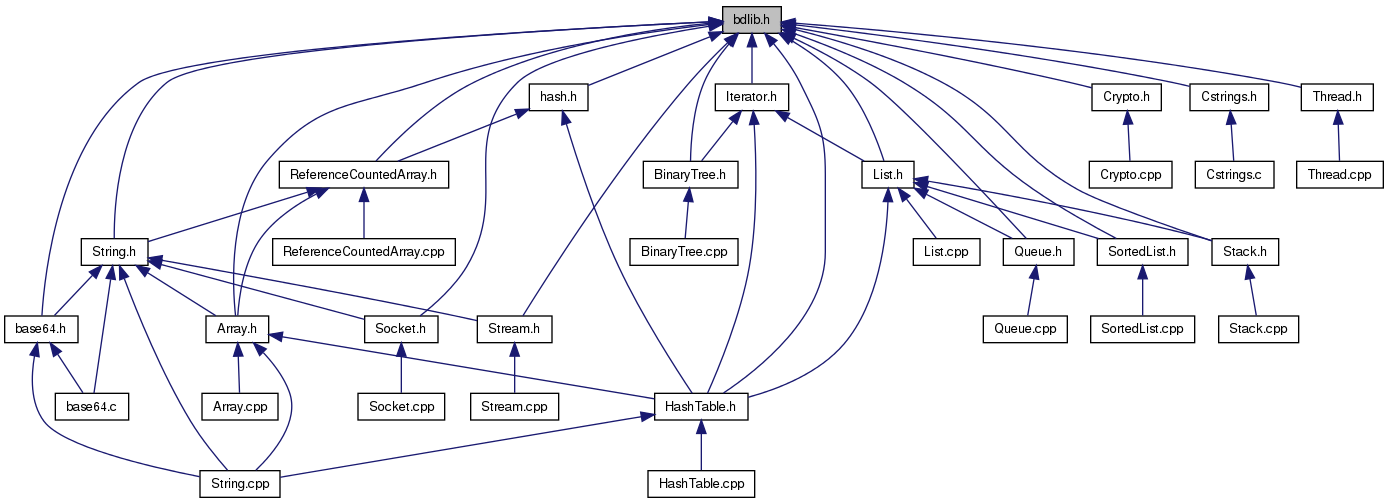 bdlib.h
hash.h
Iterator.h
Crypto.h
Cstrings.h
Thread.h
ReferenceCountedArray.h
BinaryTree.h
List.h
Crypto.cpp
Cstrings.c
Thread.cpp
String.h
ReferenceCountedArray.cpp
BinaryTree.cpp
List.cpp
Queue.h
SortedList.h
Stack.h
base64.h
Array.h
Socket.h
Stream.h
Queue.cpp
SortedList.cpp
Stack.cpp
base64.c
Array.cpp
Socket.cpp
Stream.cpp
HashTable.h
String.cpp
HashTable.cpp